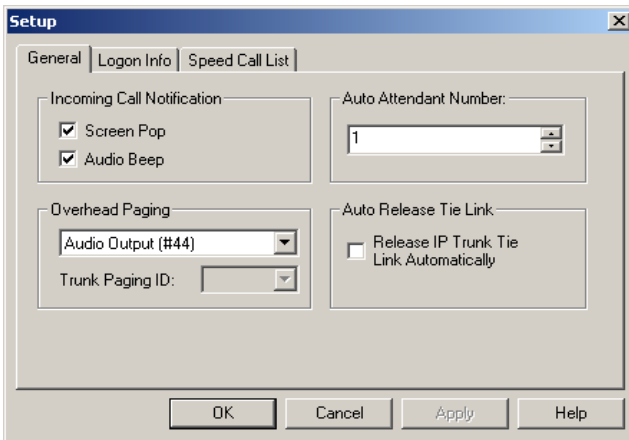 Setup
General Logon Info Speed Call List
Incoming Call Notification
Screen Pop
Audio Beep
Auto Attendant Number:
1
Overhead Paging
Audio Output (#44)
Trunk Paging ID:
Auto Release Tie Link
Release IP Trunk Tie
Link Automatically
OK Cancel Apply Help